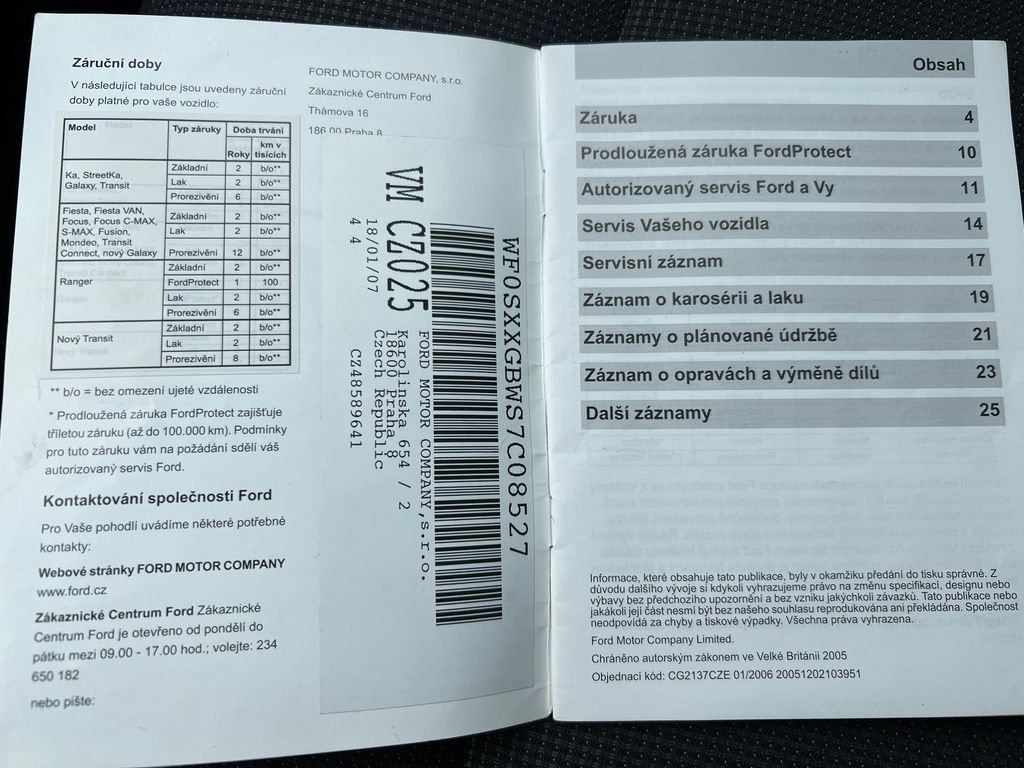 Záruční doby
V následující tabulce jsou uvedeny záruční
doby platné pro vaše vozidlo:
Model Typ záruky Doba trvání
Roky km v tisících
Ka, StreetKa, Galaxy, Transit
Základní 2 b/o**
Lak 2 b/o**
Prorezivění 6 b/o**
Fiesta, Fiesta VAN, Focus, Focus C-MAX, S-MAX, Fusion, Mondeo, Transit Connect, nový Galaxy
Základní 2 b/o**
Lak 2 b/o**
Prorezivění 12 b/o**
Ranger
Základní 2 b/o**
FordProtect 1 100
Lak 2 b/o**
Prorezivění 6 b/o**
Nový Transit
Základní 2 b/o**
Lak 2 b/o**
Prorezivění 8 b/o**
** b/o = bez omezení ujeté vzdálenosti
* Prodloužená záruka FordProtect zajišťuje
tříletou záruku (až do 100.000 km). Podmínky
pro tuto záruku vám na požádání sdělí váš
autorizovaný servis Ford.
Kontaktování společnosti Ford
Pro Vaše pohodlí uvádíme některé potřebné
kontakty:
Webové stránky FORD MOTOR COMPANY
www.ford.cz
Zákaznické Centrum Ford Zákaznické
Centrum Ford je otevřeno od pondělí do
pátku mezi 09.00 - 17.00 hod.; volejte: 234
650 182
nebo pište:
FORD MOTOR COMPANY, s.r.o.
Zákaznické Centrum Ford
Thámova 16
186 00 Praha 8
WF0SXXGBWS7C08527
VM CZ025
FORD MOTOR COMPANY,s.r.o.
Karolinska 654 / 2
18600 Praha 8
Czech Republic
18/01/07
4 4
CZ48589641
Obsah
Záruka 4
Prodloužená záruka FordProtect 10
Autorizovaný servis Ford a Vy 11
Servis Vašeho vozidla 14
Servisní záznam 17
Záznam o karosérii a laku 19
Záznamy o plánované údržbě 21
Záznam o opravách a výměně dílů 23
Další záznamy 25
Informace, které obsahuje tato publikace, byly v okamžiku předání do tisku správné. Z
důvodu dalšího vývoje si kdykoli vyhrazujeme právo na změnu specifikací, designu nebo
výbavy bez předchozího upozornění a bez vzniku jakýchkoli závazků. Tato publikace nebo
jakákoli její část nesmí být bez našeho souhlasu reprodukována ani překládána. Společnost
neodpovídá za chyby a tiskové výpadky. Všechna práva vyhrazena.
Ford Motor Company Limited.
Chráněno autorským zákonem ve Velké Británii 2005
Objednací kód: CG2137CZE 01/2006 20051202103951